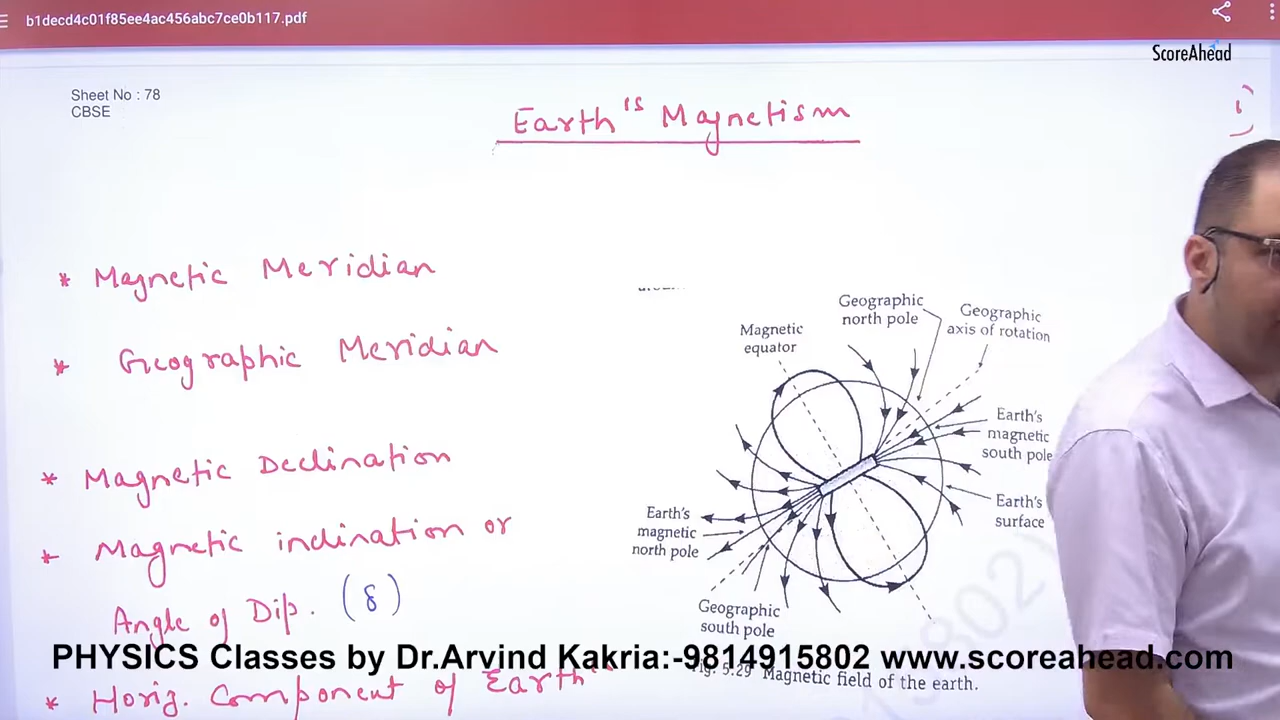 b1decd4c01f85ee4ac456abc7ce0b117.pdf
ScoreAhead
Sheet No : 78
CBSE
Earth's Magnetism
* Magnetic Meridian
* Geographic Meridian
* Magnetic Declination
* Magnetic inclination or
Angle of Dip. (δ)
* Horiz. Component of Earth's
Magnetic
equator
Geographic
north pole
Geographic
axis of rotation
Earth's
magnetic
south pole
Earth's
surface
Earth's
magnetic
north pole
Geographic
south pole
Fig. 5.29 Magnetic field of the earth.
PHYSICS Classes by Dr.Arvind Kakria:-9814915802 www.scoreahead.com